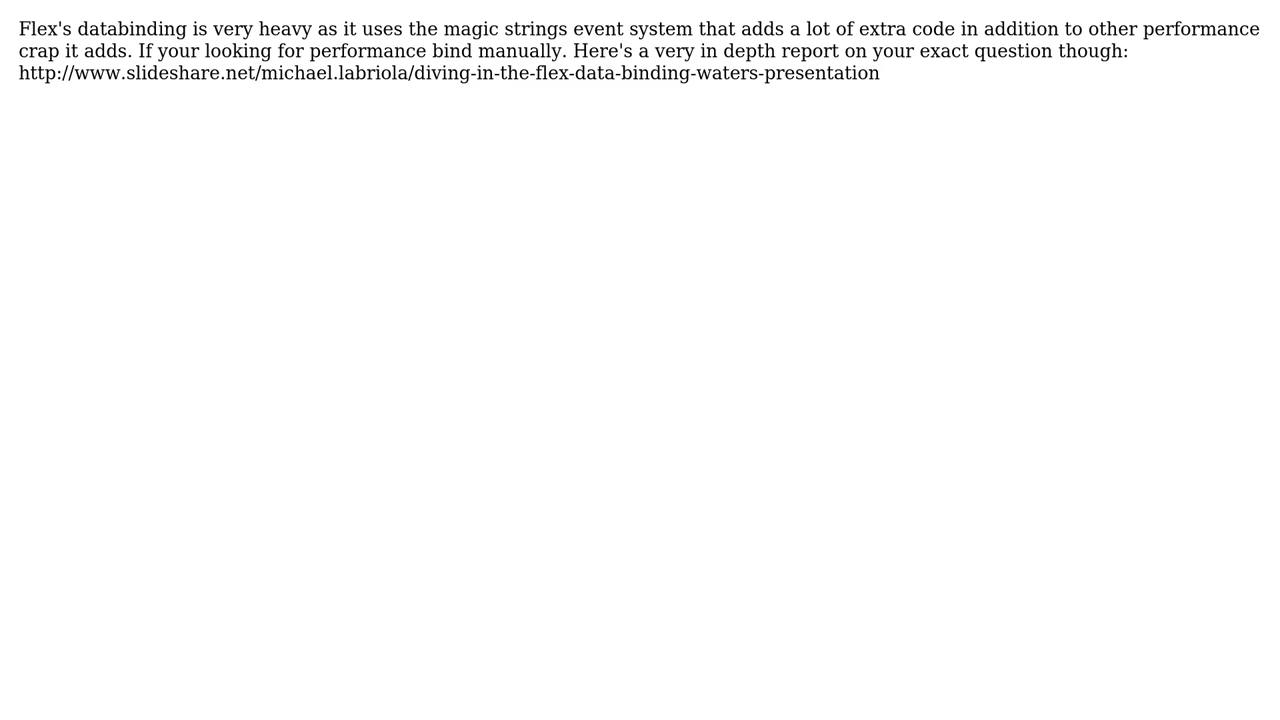 Flex's databinding is very heavy as it uses the magic strings event system that adds a lot of extra code in addition to other performance
crap it adds. If your looking for performance bind manually. Here's a very in depth report on your exact question though:
http://www.slideshare.net/michael.labriola/diving-in-the-flex-data-binding-waters-presentation